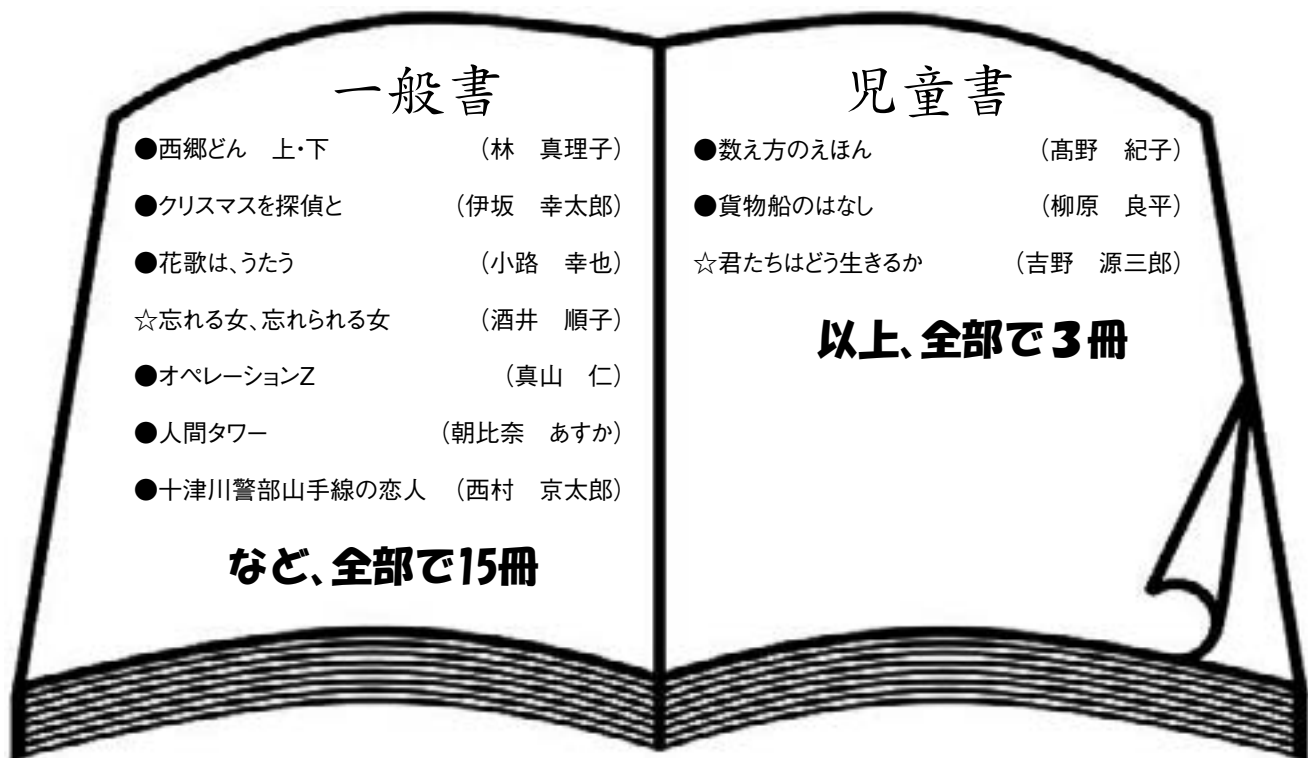 一般書
●西郷どん　上・下　（林　真理子）
●クリスマスを探偵と　（伊坂　幸太郎）
●花歌は、うたう　（小路　幸也）
☆忘れる女、忘れられる女　（酒井　順子）
●オペレーションZ　（真山　仁）
●人間タワー　（朝比奈　あすか）
●十津川警部山手線の恋人　（西村　京太郎）
など、全部で15冊
児童書
●数え方のえほん　（髙野　紀子）
●貨物船のはなし　（柳原　良平）
☆君たちはどう生きるか　（吉野　源三郎）
以上、全部で３冊